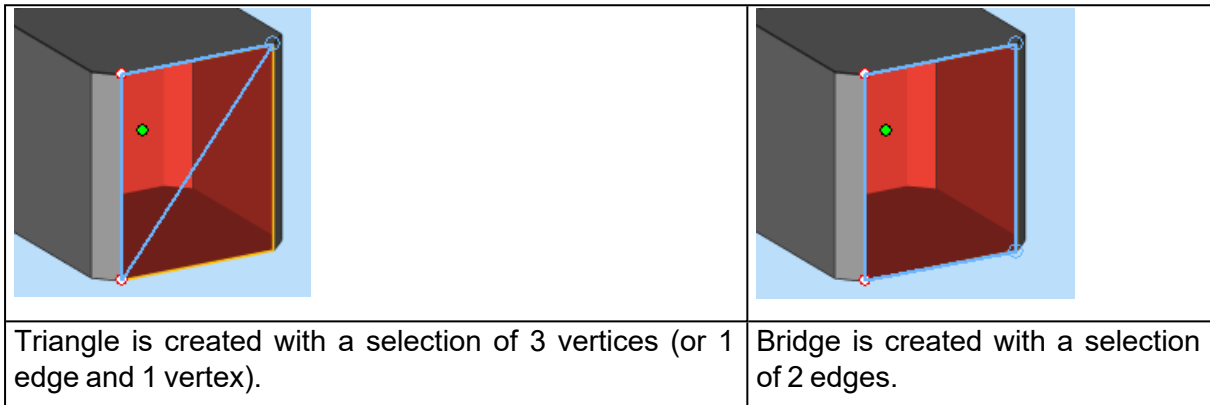 Triangle is created with a selection of 3 vertices (or 1
edge and 1 vertex).
Bridge is created with a selection
of 2 edges.